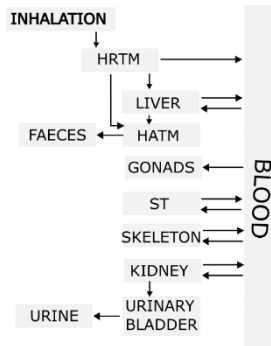 INHALATION
HRTM
LIVER
FAECES
HATM
GONADS
ST
SKELETON
KIDNEY
URINE
URINARY
BLADDER
BLOOD